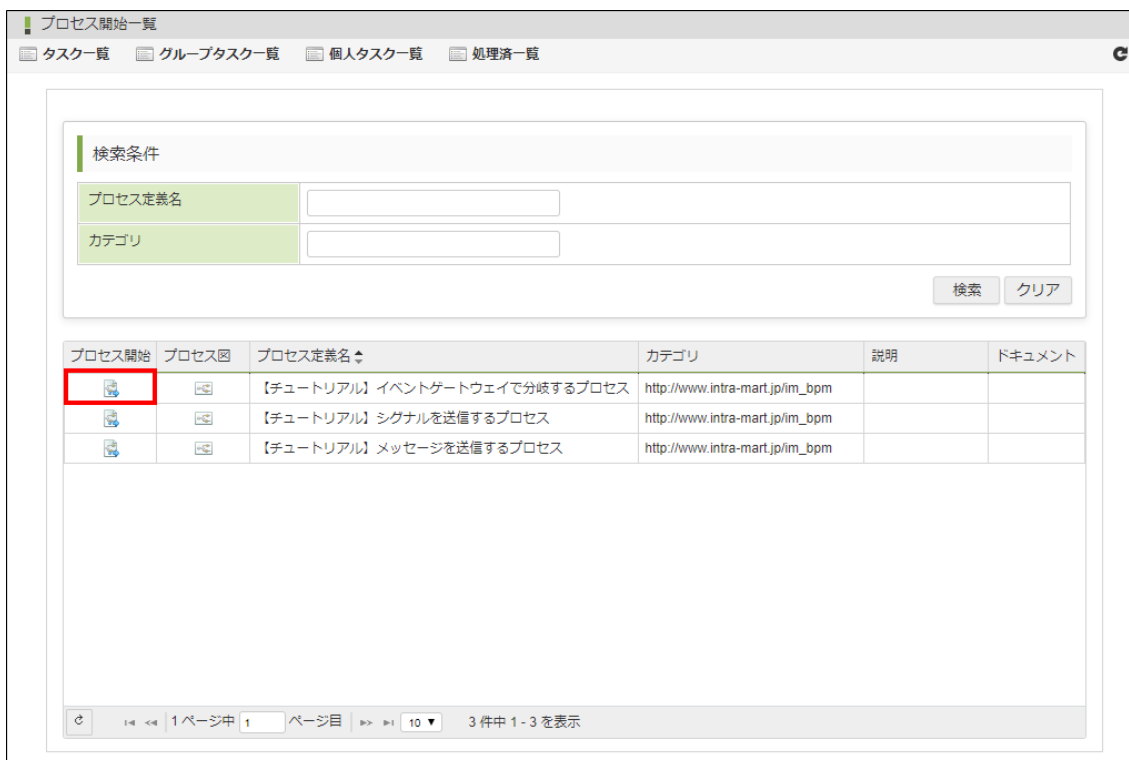 プロセス開始一覧
タスク一覧 グループタスク一覧 個人タスク一覧 処理済一覧
検索条件
プロセス定義名
カテゴリ
検索 クリア
プロセス開始 プロセス図 プロセス定義名 カテゴリ 説明 ドキュメント
【チュートリアル】イベントゲートウェイで分岐するプロセス http://www.intra-mart.jp/im_bpm
【チュートリアル】シグナルを送信するプロセス http://www.intra-mart.jp/im_bpm
【チュートリアル】メッセージを送信するプロセス http://www.intra-mart.jp/im_bpm
1 ページ中 1 ページ目 10 3 件中 1 - 3 を表示